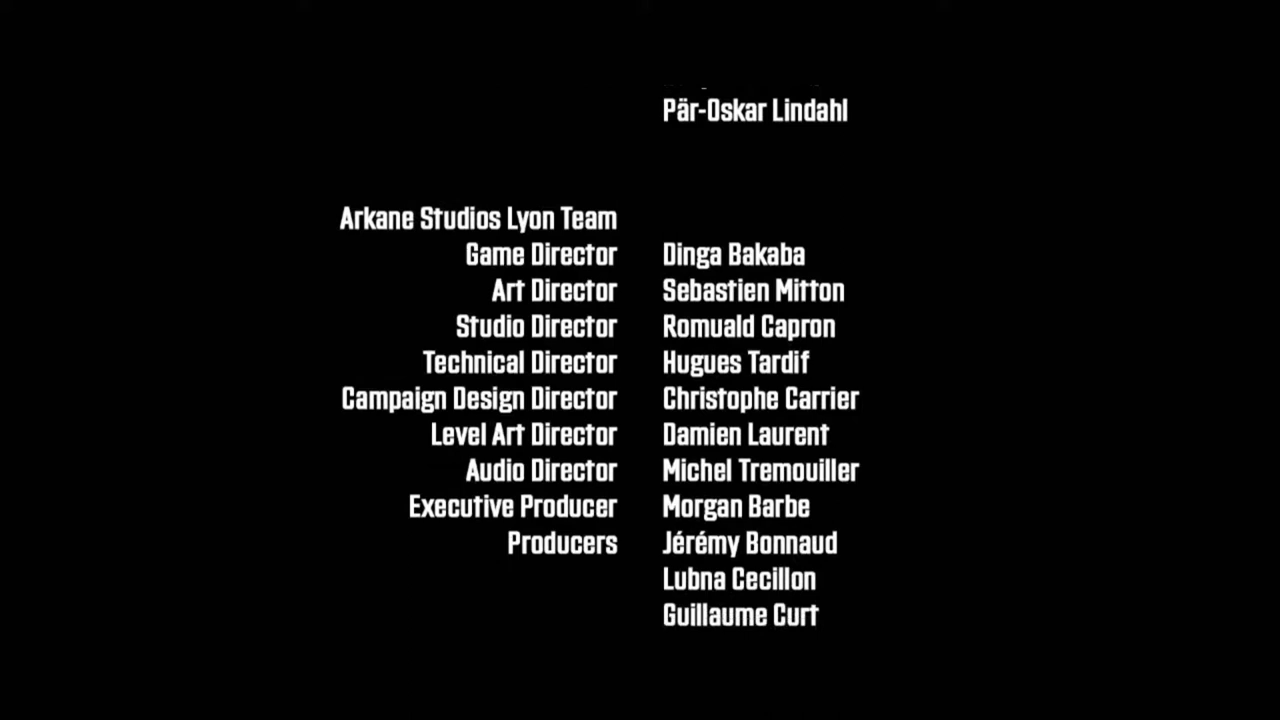 Pär-Oskar Lindahl
Arkane Studios Lyon Team
Game Director Dinga Bakaba
Art Director Sebastien Mitton
Studio Director Romuald Capron
Technical Director Hugues Tardif
Campaign Design Director Christophe Carrier
Level Art Director Damien Laurent
Audio Director Michel Tremouiller
Executive Producer Morgan Barbe
Producers Jérémy Bonnaud
Lubna Cecillon
Guillaume Curt